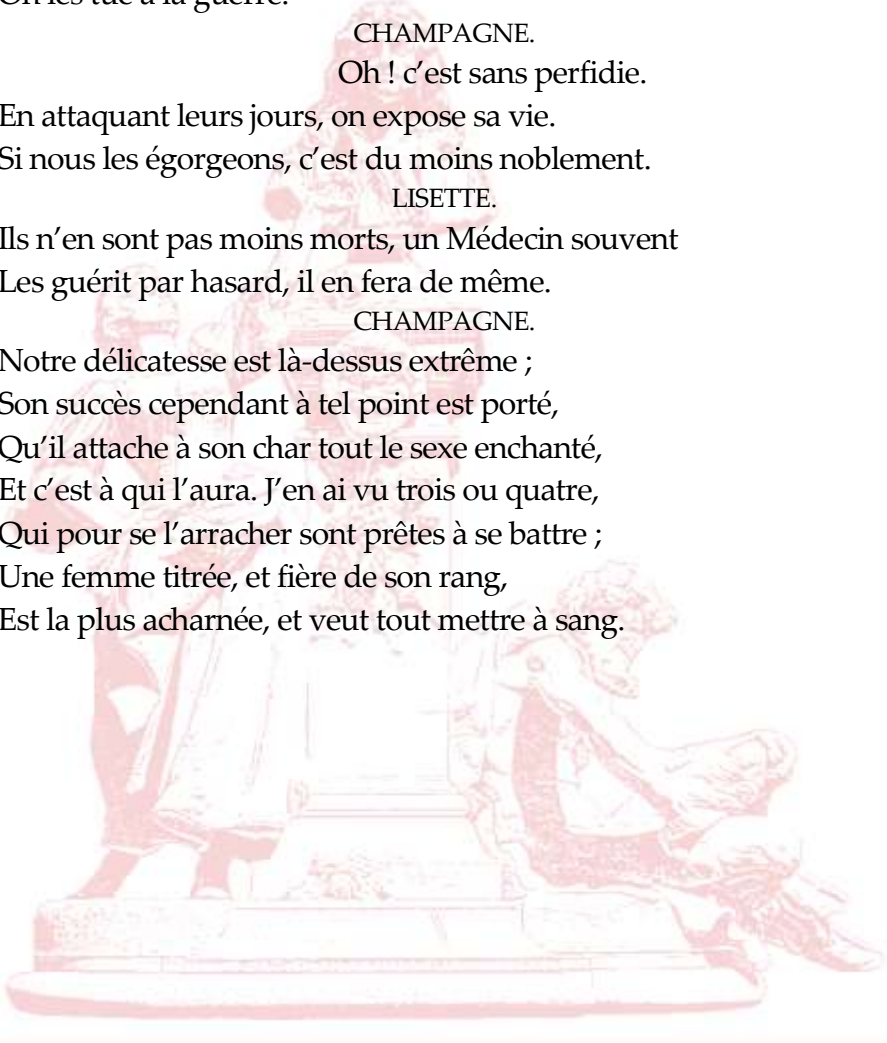 On les tue à la guerre.
CHAMPAGNE.
Oh ! c’est sans perfidie.
En attaquant leurs jours, on expose sa vie.
Si nous les égorgeons, c’est du moins noblement.
LISETTE.
Ils n’en sont pas moins morts, un Médecin souvent
Les guérit par hasard, il en fera de même.
CHAMPAGNE.
Notre délicatesse est là-dessus extrême ;
Son succès cependant à tel point est porté,
Qu’il attache à son char tout le sexe enchanté,
Et c’est à qui l’aura. J’en ai vu trois ou quatre,
Qui pour se l’arracher sont prêtes à se battre ;
Une femme titrée, et fière de son rang,
Est la plus acharnée, et veut tout mettre à sang.